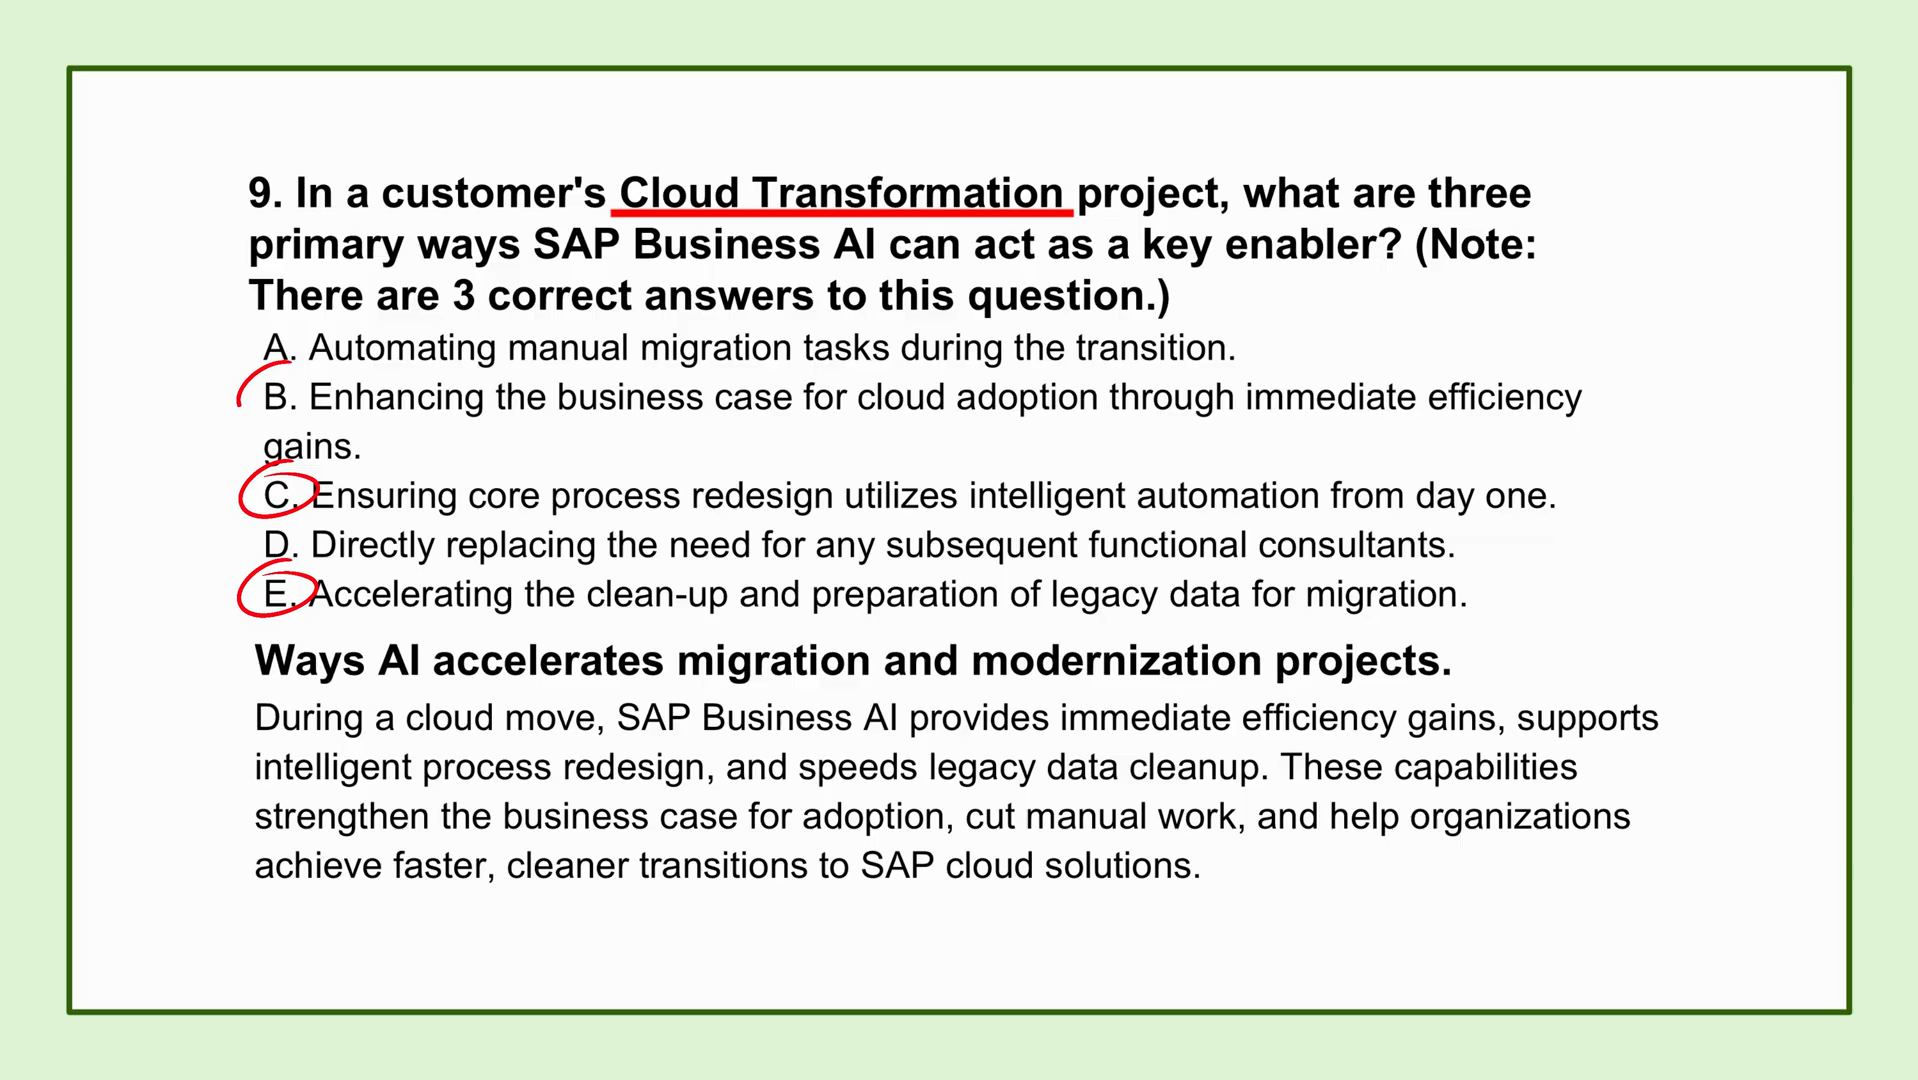 9. In a customer's Cloud Transformation project, what are three
primary ways SAP Business AI can act as a key enabler? (Note:
There are 3 correct answers to this question.)
A. Automating manual migration tasks during the transition.
B. Enhancing the business case for cloud adoption through immediate efficiency
gains.
C. Ensuring core process redesign utilizes intelligent automation from day one.
D. Directly replacing the need for any subsequent functional consultants.
E. Accelerating the clean-up and preparation of legacy data for migration.
Ways AI accelerates migration and modernization projects.
During a cloud move, SAP Business AI provides immediate efficiency gains, supports
intelligent process redesign, and speeds legacy data cleanup. These capabilities
strengthen the business case for adoption, cut manual work, and help organizations
achieve faster, cleaner transitions to SAP cloud solutions.